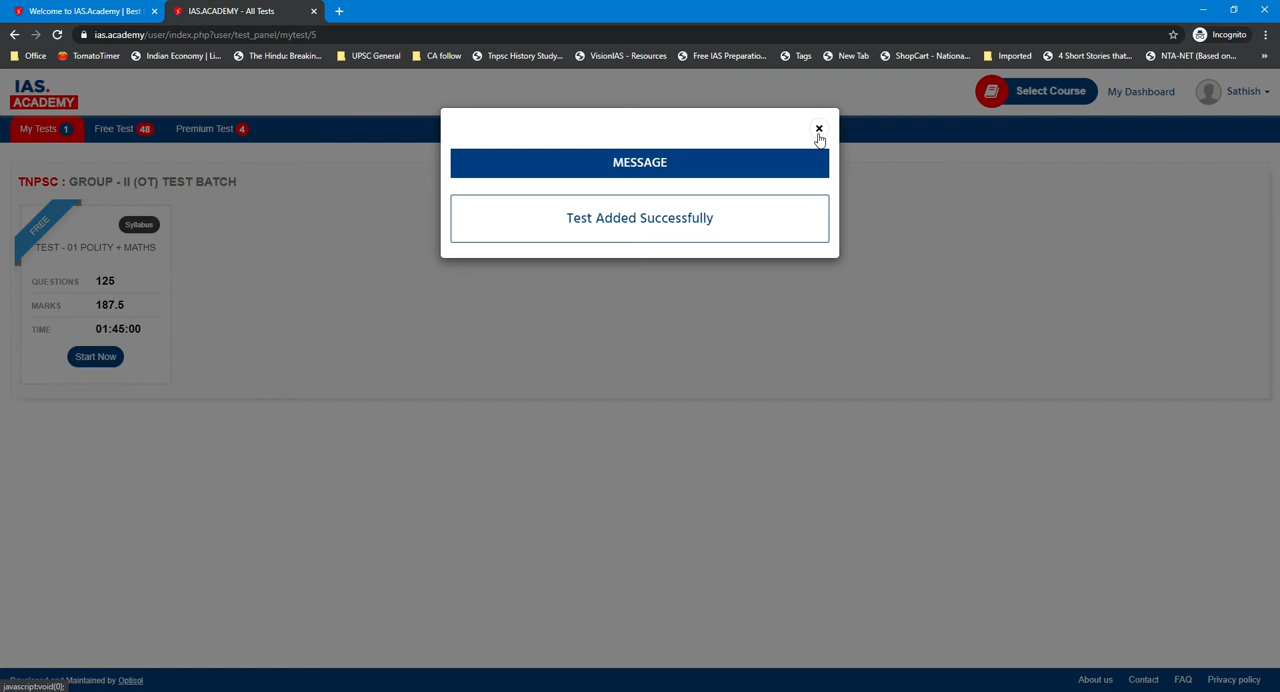 Welcome to IAS.Academy | Best
IAS.ACADEMY - All Tests
ias.academy/user/index.php?user/test_panel/mytest/5
Incognito
Office
TomatoTimer
Indian Economy | Li...
The Hindu: Breakin...
UPSC General
CA follow
Tnpsc History Study...
VisionIAS - Resources
Free IAS Preparatio...
Tags
New Tab
ShopCart - Nationa...
Imported
4 Short Stories that...
NTA-NET (Based on...
»
IAS.
ACADEMY
Select Course
My Dashboard
Sathish
My Tests 1
Free Test 48
Premium Test 4
MESSAGE
Test Added Successfully
TNPSC : GROUP - II (OT) TEST BATCH
FREE
Syllabus
TEST - 01 POLITY + MATHS
QUESTIONS 125
MARKS 187.5
TIME 01:45:00
Start Now
Maintained by Optisol
javascript:void(0);
About us
Contact
FAQ
Privacy policy